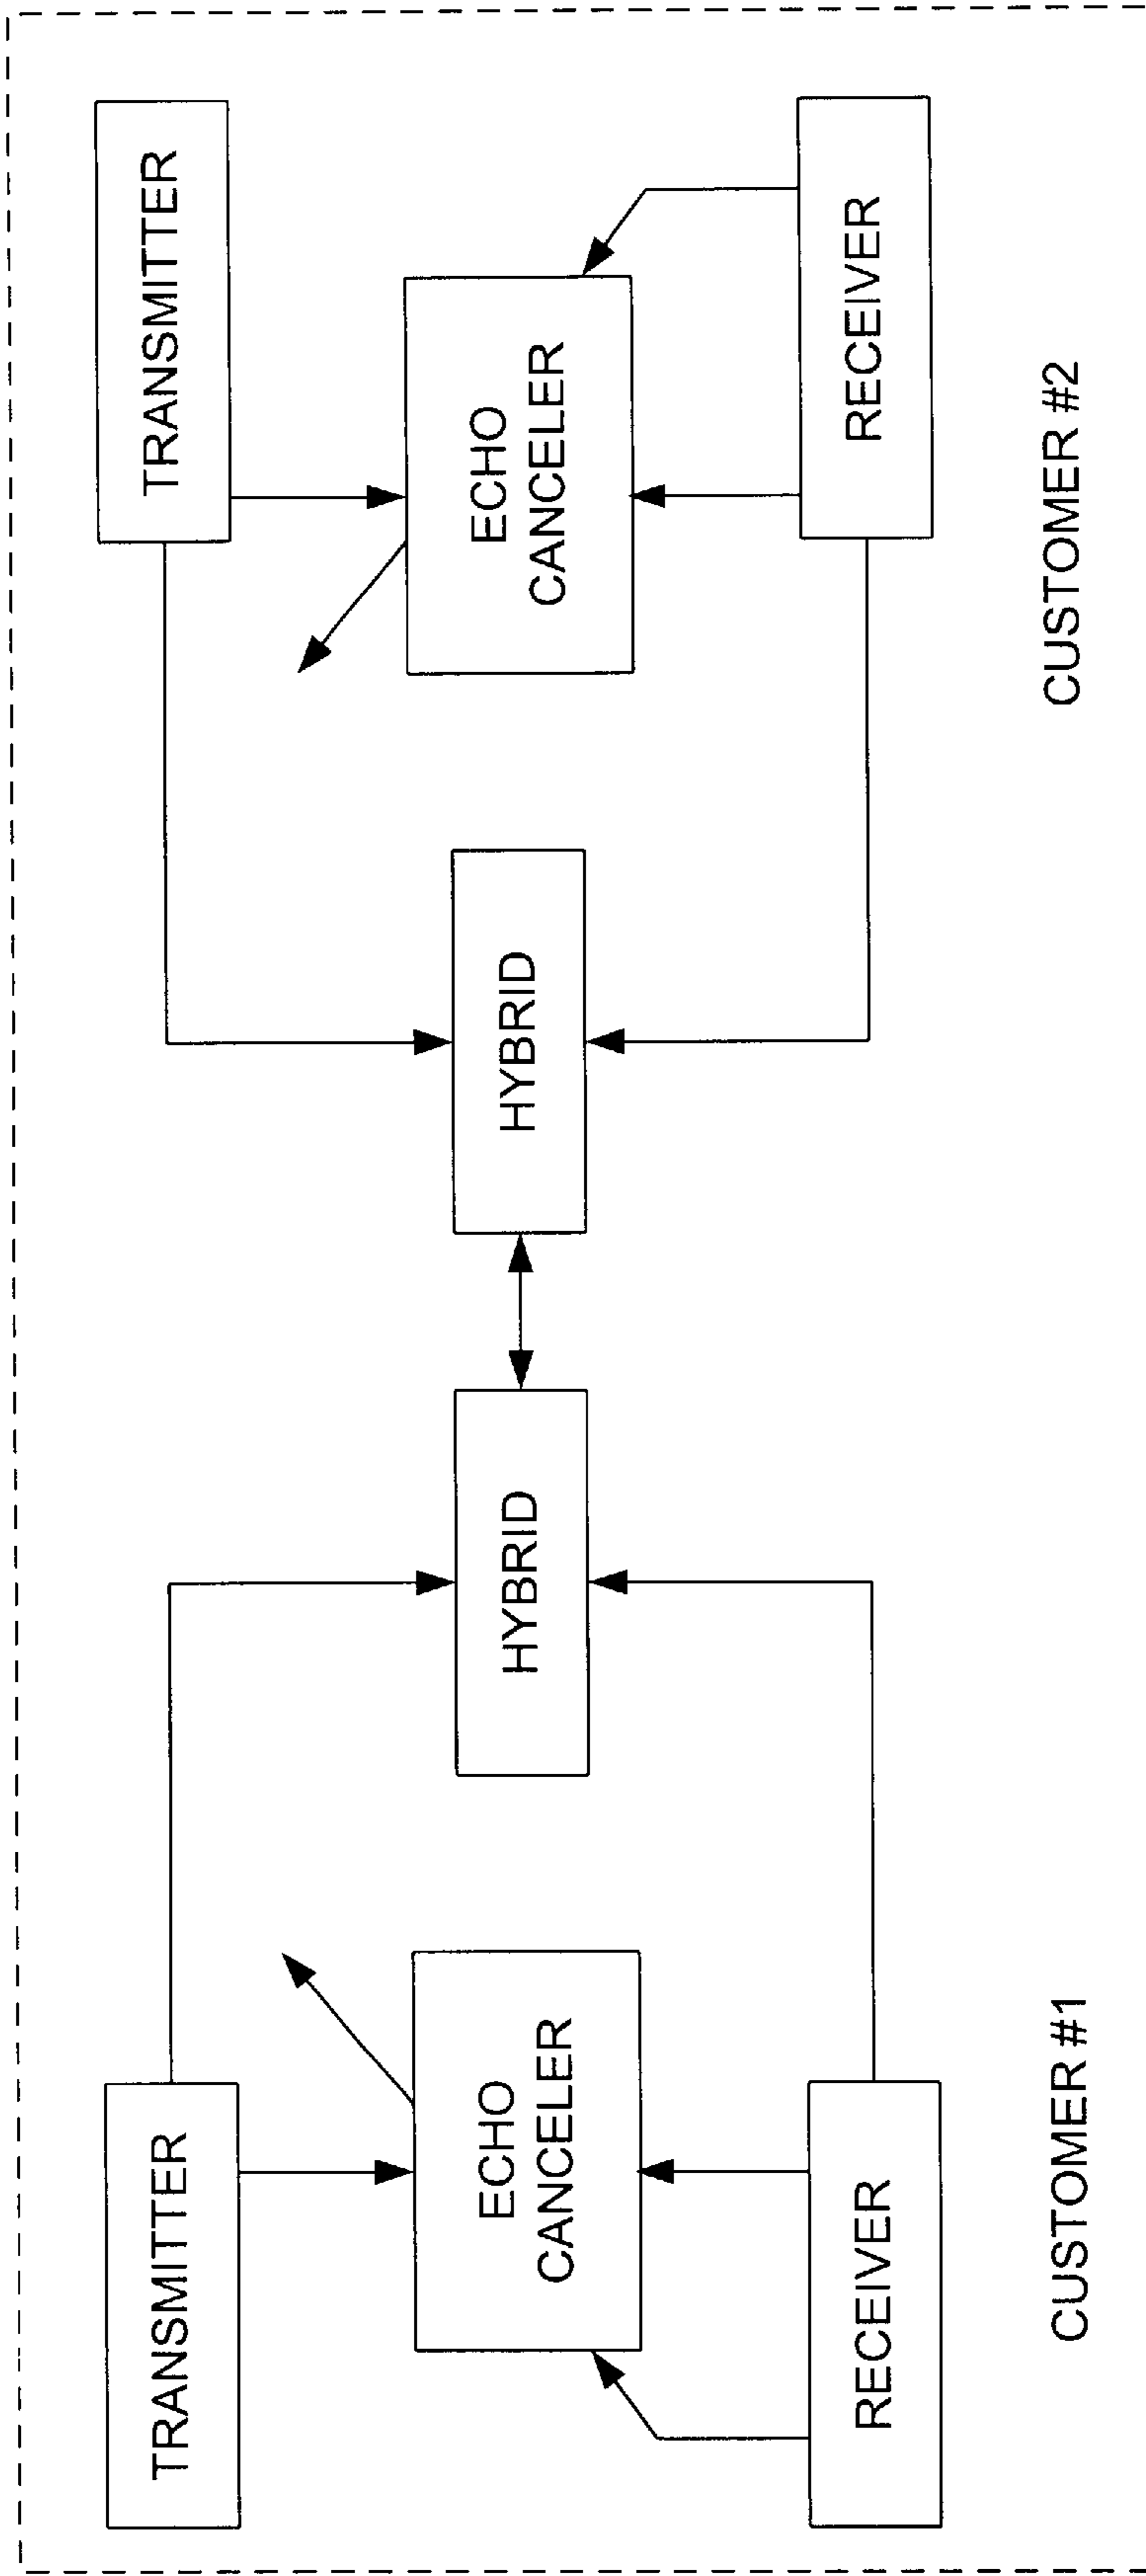 TRANSMITTER
TRANSMITTER
ECHO
CANCELER
HYBRID
HYBRID
ECHO
CANCELER
RECEIVER
RECEIVER
CUSTOMER #1
CUSTOMER #2